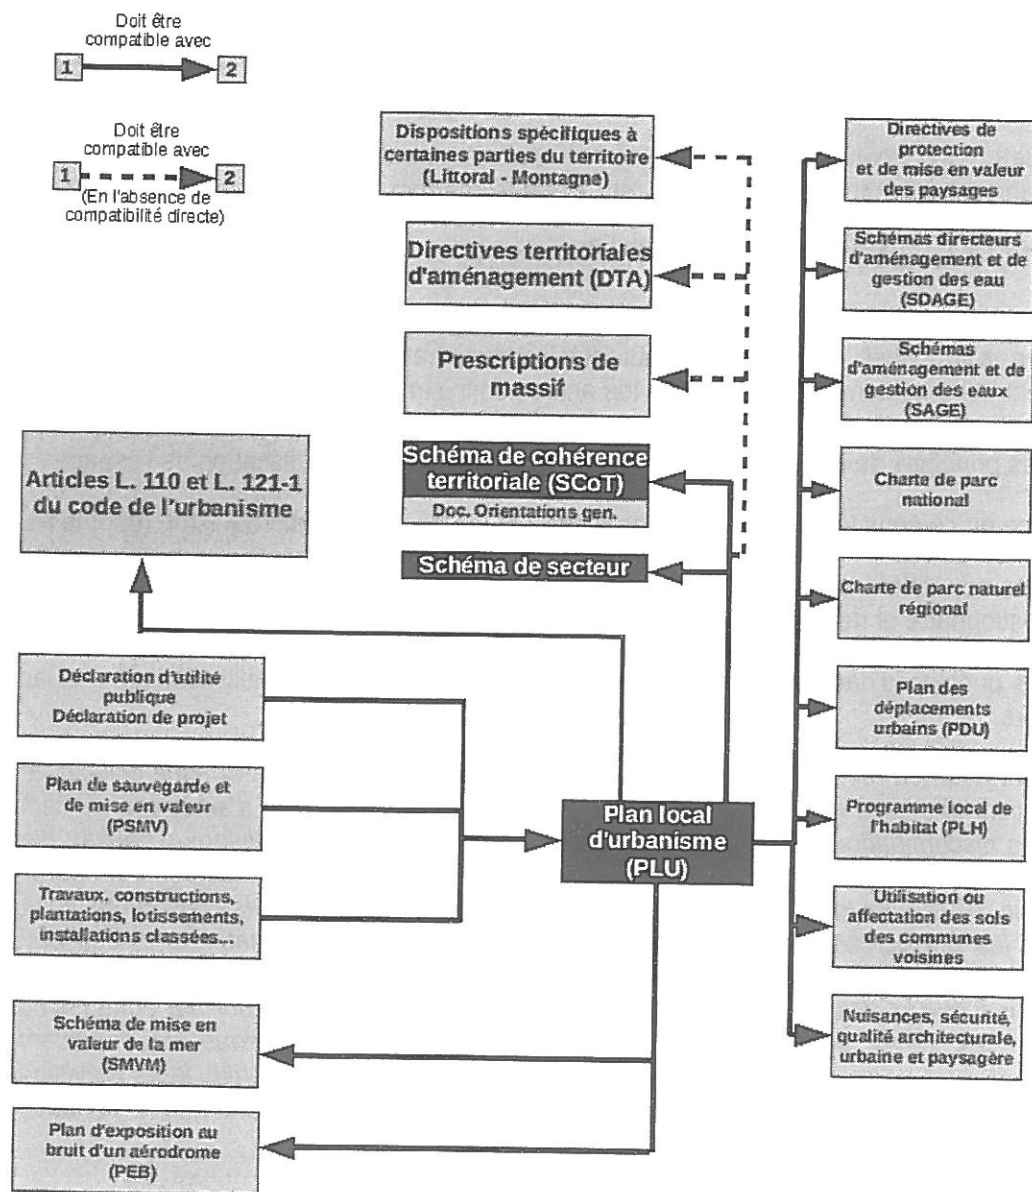 Doit être
compatible avec
1
2
Doit être
compatible avec
1
2
(En l'absence de
compatibilité directe)
Dispositions spécifiques à
certaines parties du territoire
(Littoral - Montagne)
Directives territoriales
d'aménagement (DTA)
Prescriptions de
massif
Schéma de cohérence
territoriale (SCoT)
Doc. Orientations gen.
Schéma de secteur
Articles L. 110 et L. 121-1
du code de l'urbanisme
Déclaration d'utilité
publique
Déclaration de projet
Plan de sauvegarde et
de mise en valeur
(PSMV)
Travaux, constructions,
plantations, lotissements,
installations classées...
Schéma de mise en
valeur de la mer
(SMVM)
Plan d'exposition au
bruit d'un aérodrome
(PEB)
Plan local
d'urbanisme
(PLU)
Directives de
protection
et de mise en valeur
des paysages
Schémas directeurs
d'aménagement et de
gestion des eau
(SDAGE)
Schémas
d'aménagement et de
gestion des eaux
(SAGE)
Charte de parc
national
Charte de parc naturel
régional
Plan des
déplacements
urbains (PDU)
Programme local de
l'habitat (PLH)
Utilisation ou
affectation des sols
des communes
voisines
Nuisances, sécurité,
qualité architecturale,
urbaine et paysagère